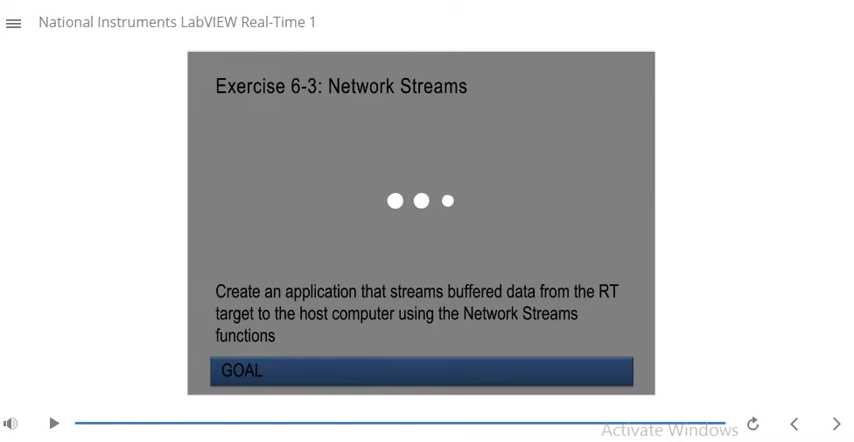 National Instruments LabVIEW Real-Time 1
Exercise 6-3: Network Streams
Create an application that streams buffered data from the RT
target to the host computer using the Network Streams
functions
GOAL
Activate Windows